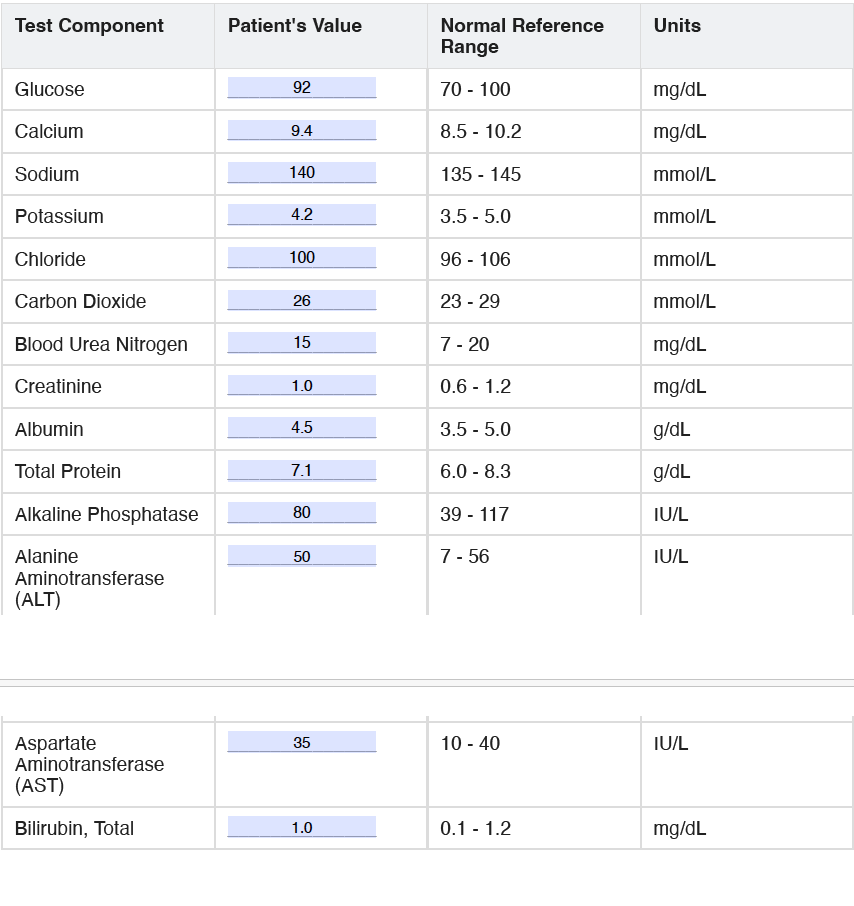 Test Component Patient's Value Normal Reference Range Units
Glucose 92 70 - 100 mg/dL
Calcium 9.4 8.5 - 10.2 mg/dL
Sodium 140 135 - 145 mmol/L
Potassium 4.2 3.5 - 5.0 mmol/L
Chloride 100 96 - 106 mmol/L
Carbon Dioxide 26 23 - 29 mmol/L
Blood Urea Nitrogen 15 7 - 20 mg/dL
Creatinine 1.0 0.6 - 1.2 mg/dL
Albumin 4.5 3.5 - 5.0 g/dL
Total Protein 7.1 6.0 - 8.3 g/dL
Alkaline Phosphatase 80 39 - 117 IU/L
Alanine 50 7 - 56 IU/L
Aminotransferase
(ALT)
Aspartate 35 10 - 40 IU/L
Aminotransferase
(AST)
Bilirubin, Total 1.0 0.1 - 1.2 mg/dL